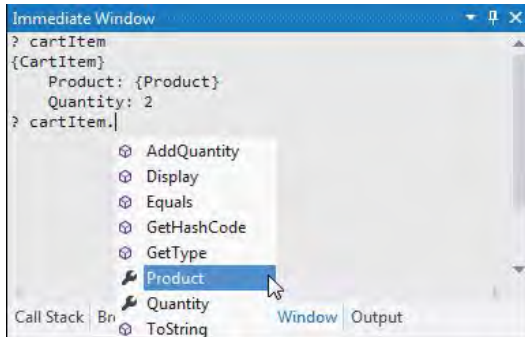 Immediate Window
? cartItem
{CartItem}
Product: {Product}
Quantity: 2
? cartItem.
AddQuantity
Display
Equals
GetHashCode
GetType
Product
Quantity
ToString
Call Stack Window Output